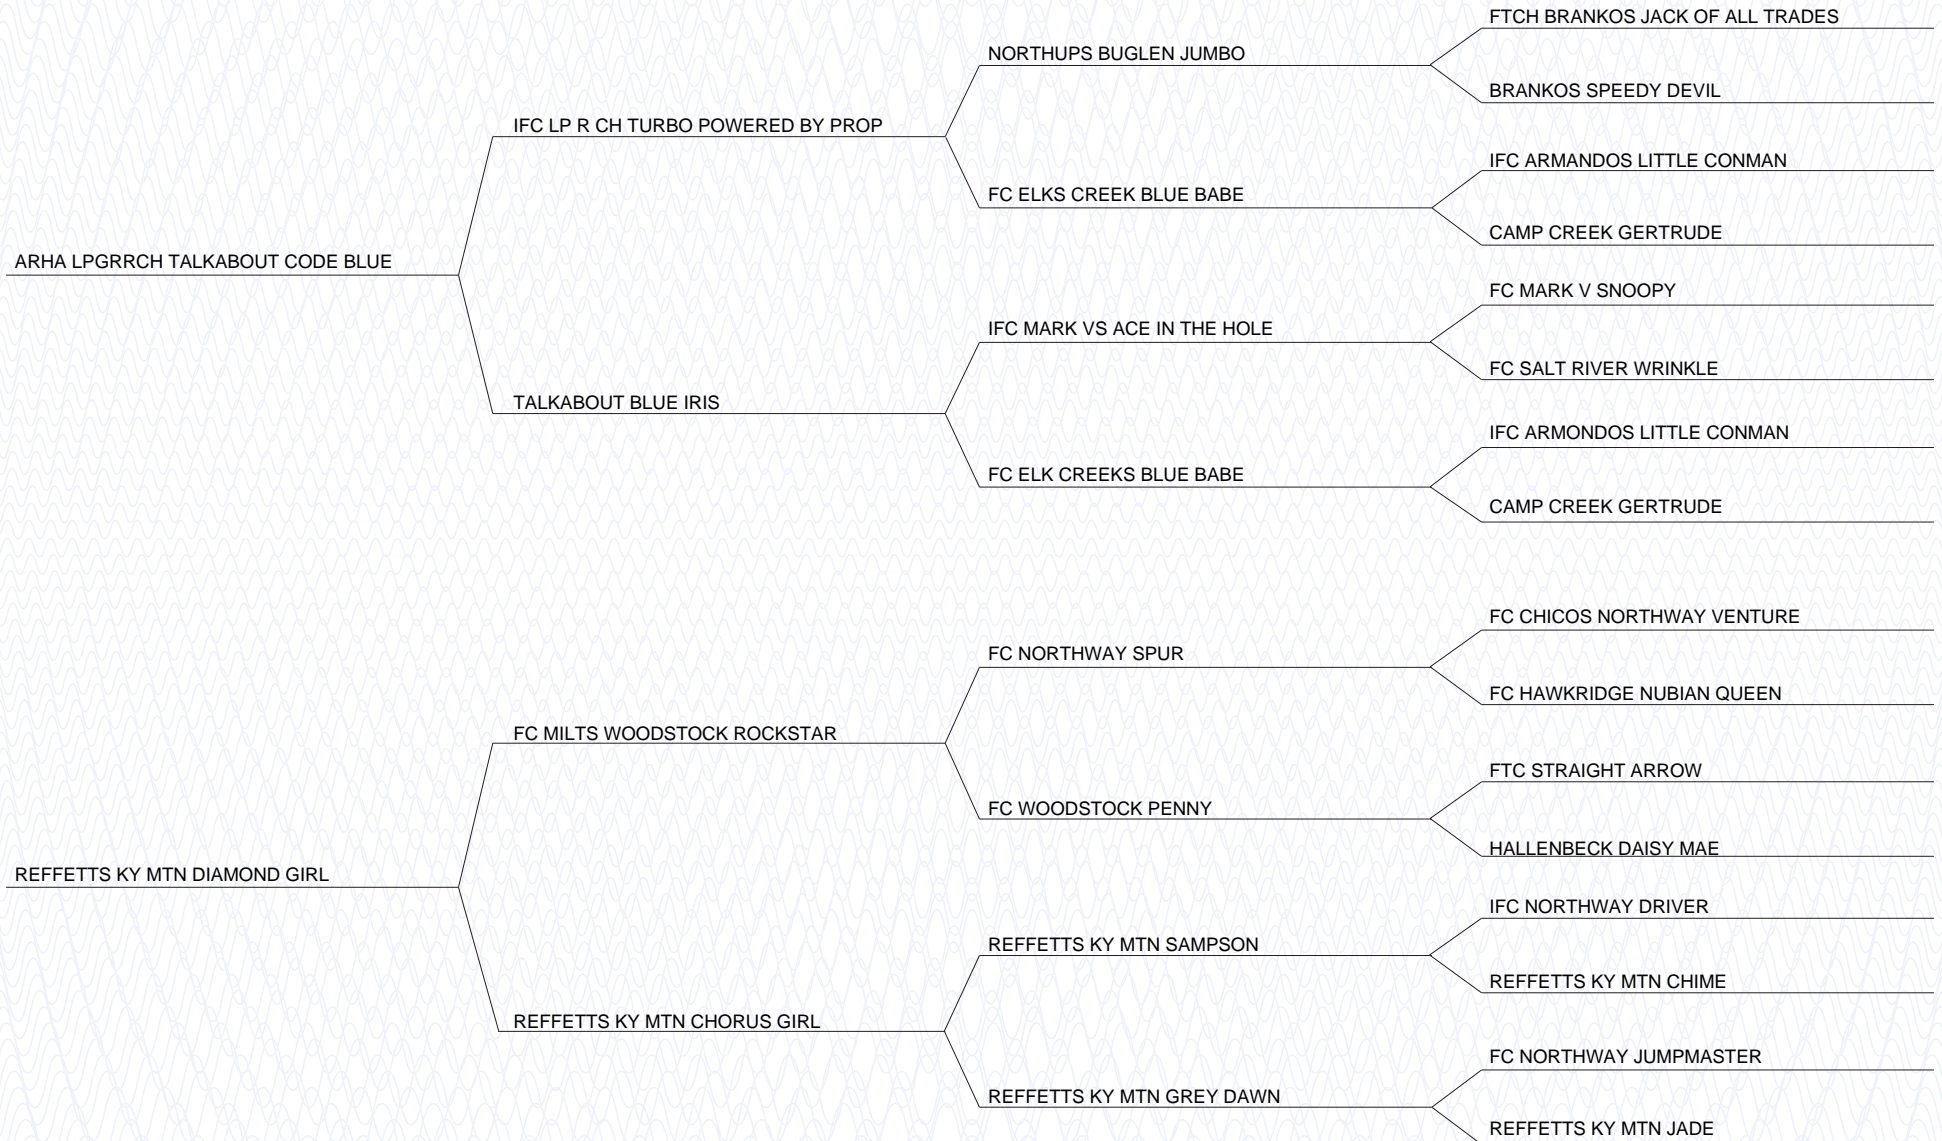 FTCH BRANKOS JACK OF ALL TRADES
NORTHUPS BUGLEN JUMBO
BRANKOS SPEEDY DEVIL
IFC LP R CH TURBO POWERED BY PROP
IFC ARMANDOS LITTLE CONMAN
FC ELKS CREEK BLUE BABE
CAMP CREEK GERTRUDE
ARHA LPGRRCH TALKABOUT CODE BLUE
FC MARK V SNOOPY
IFC MARK VS ACE IN THE HOLE
FC SALT RIVER WRINKLE
TALKABOUT BLUE IRIS
IFC ARMONDOS LITTLE CONMAN
FC ELK CREEKS BLUE BABE
CAMP CREEK GERTRUDE
FC CHICOS NORTHWAY VENTURE
FC NORTHWAY SPUR
FC HAWKRIDGE NUBIAN QUEEN
FC MILTS WOODSTOCK ROCKSTAR
FTC STRAIGHT ARROW
FC WOODSTOCK PENNY
HALLENBECK DAISY MAE
REFFETTS KY MTN DIAMOND GIRL
IFC NORTHWAY DRIVER
REFFETTS KY MTN SAMPSON
REFFETTS KY MTN CHIME
REFFETTS KY MTN CHORUS GIRL
FC NORTHWAY JUMPMASTER
REFFETTS KY MTN GREY DAWN
REFFETTS KY MTN JADE